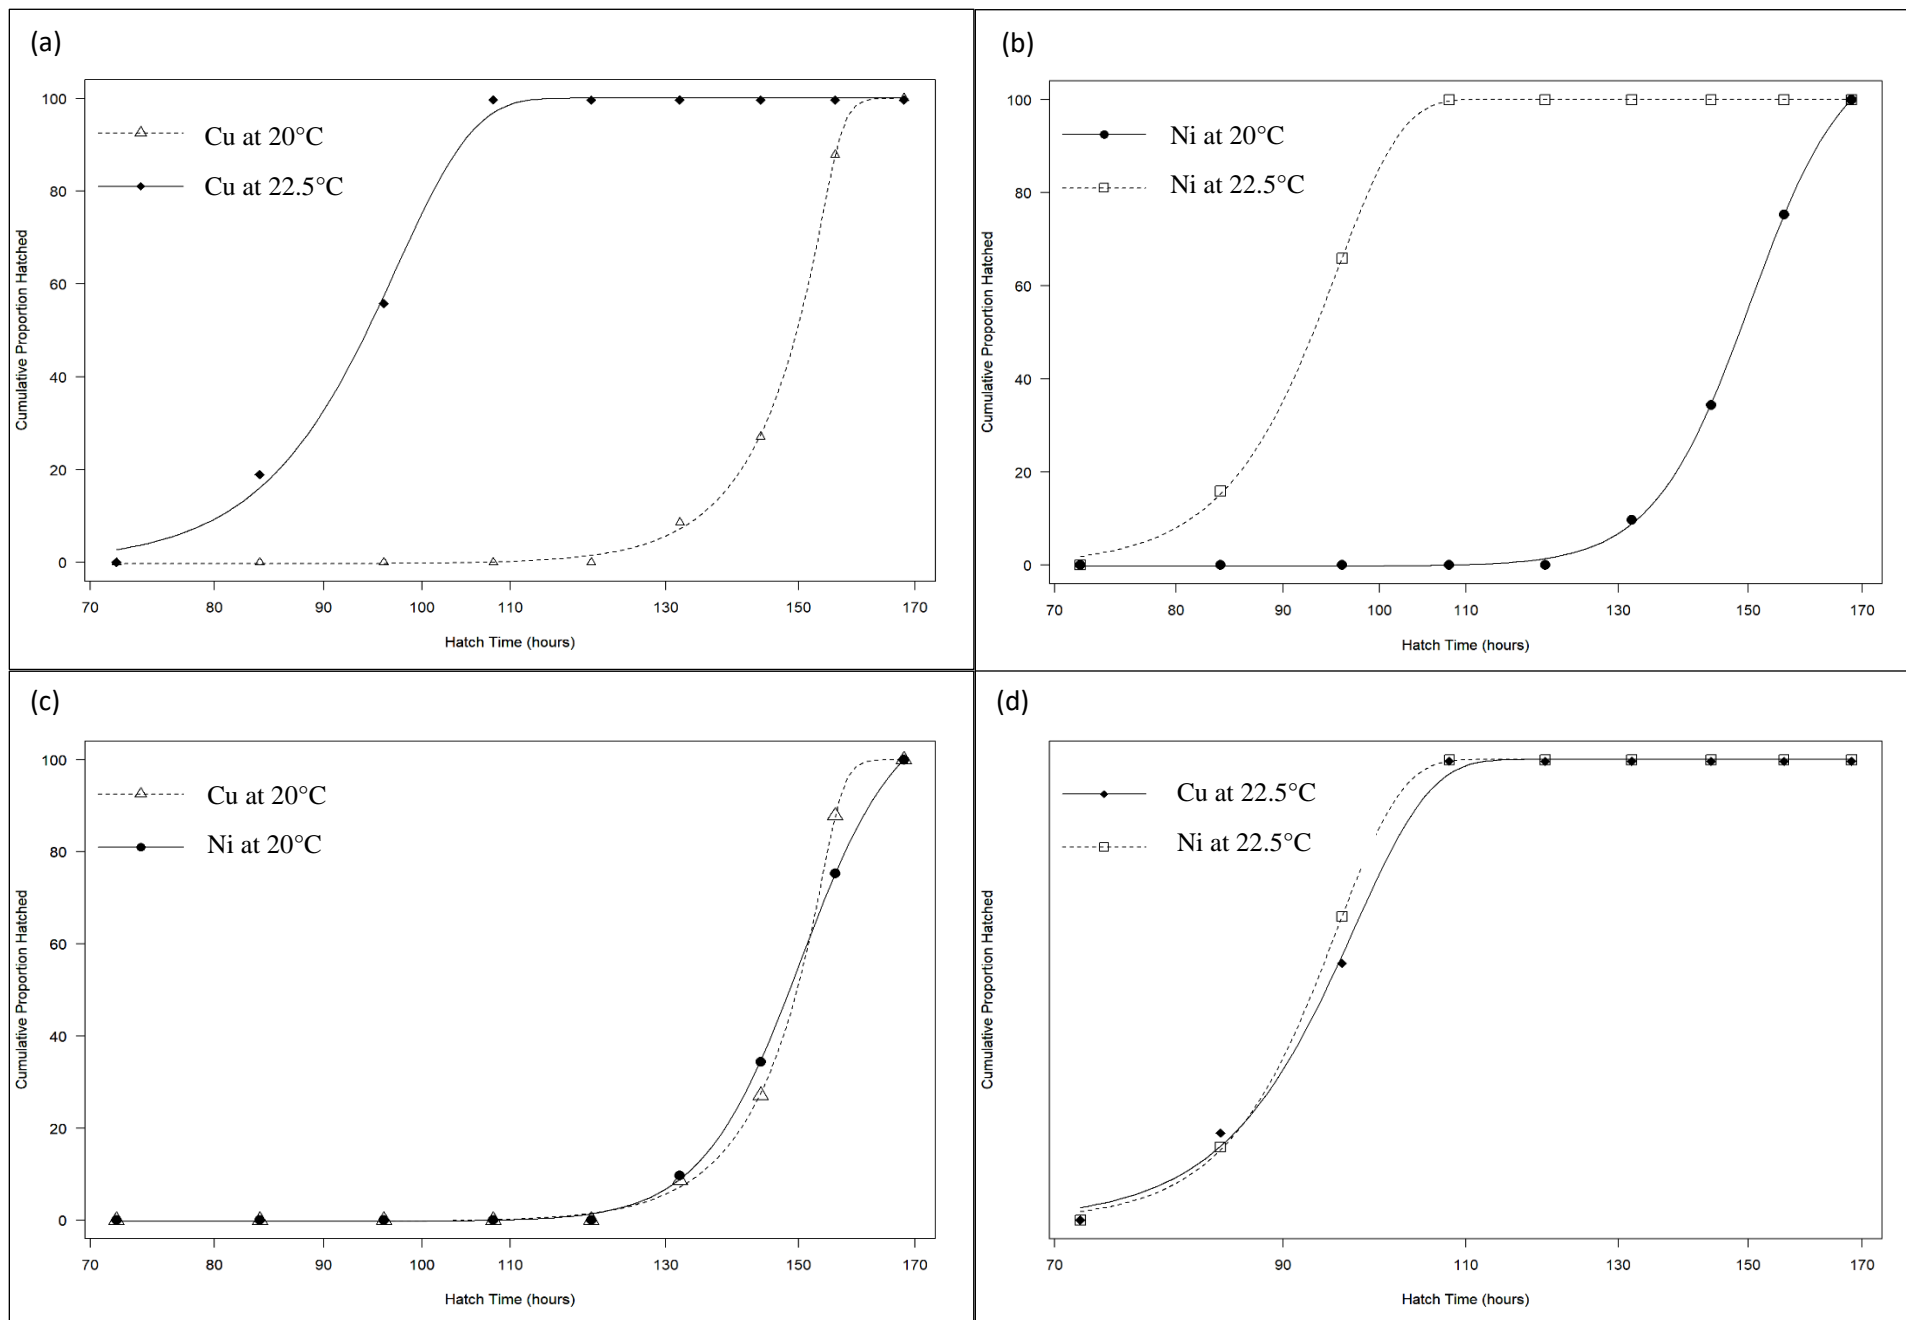 (a)
100
80
60
40
20
0
Cumulative Proportion Hatched
Cu at 20°C
Cu at 22.5°C
70 80 90 100 110 130 150 170
Hatch Time (hours)
(b)
100
80
60
40
20
0
Cumulative Proportion Hatched
Ni at 20°C
Ni at 22.5°C
70 80 90 100 110 130 150 170
Hatch Time (hours)
(c)
100
80
60
40
20
0
Cumulative Proportion Hatched
Cu at 20°C
Ni at 20°C
70 80 90 100 110 130 150 170
Hatch Time (hours)
(d)
Cumulative Proportion Hatched
Cu at 22.5°C
Ni at 22.5°C
70 90 110 130 150 170
Hatch Time (hours)